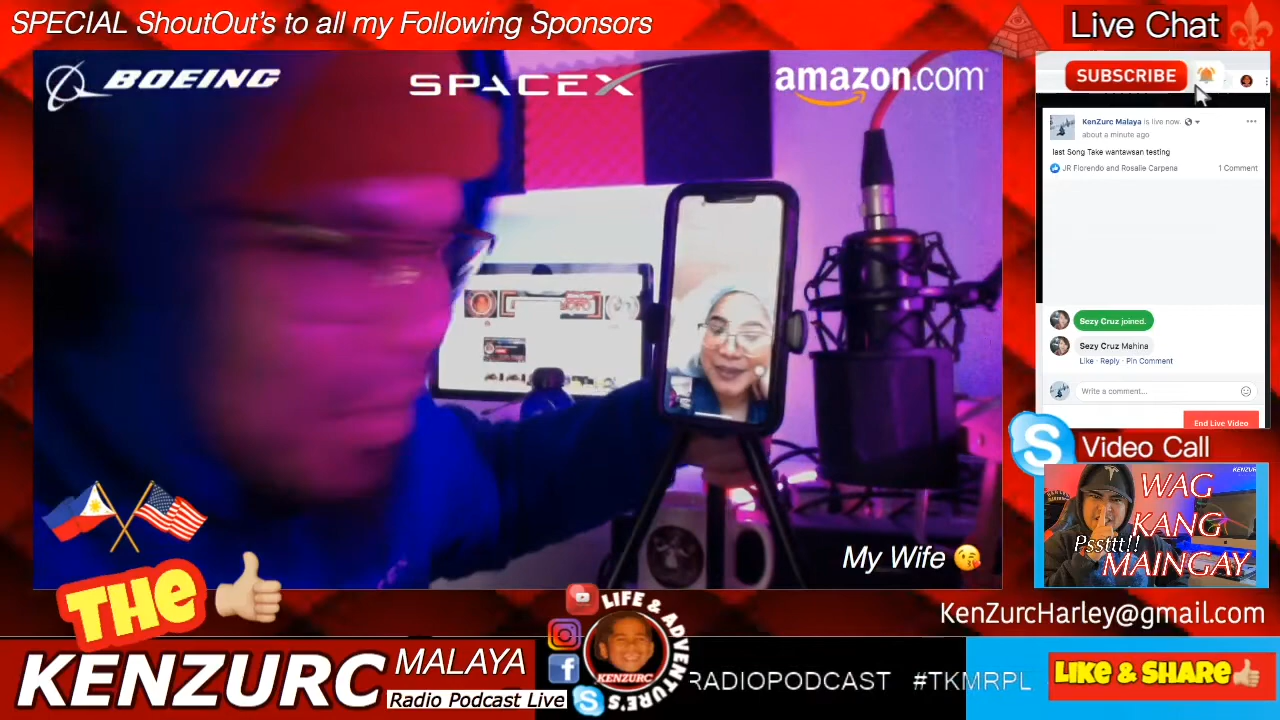 SPECIAL ShoutOut's to all my Following Sponsors
Live Chat
BOEING
SPACEX
amazon.com
SUBSCRIBE
KenZurc Malaya is live now.
about a minute ago
last Song Take wantawsan testing
JR Florendo and Rosalie Carpena
1 Comment
Sezy Cruz joined.
Sezy Cruz Mahina
Like · Reply · Pin Comment
Write a comment...
End Live Video
Video Call
KENZUR
WAG
KANG
Pssttt!!
MAINGAY
My Wife
KenZurcHarley@gmail.com
THE
KENZURC
MALAYA
Radio Podcast Live
LIFE & ADVENTURE'S
KENZURC
RADIOPODCAST #TKMRPL
LIKE & SHARE